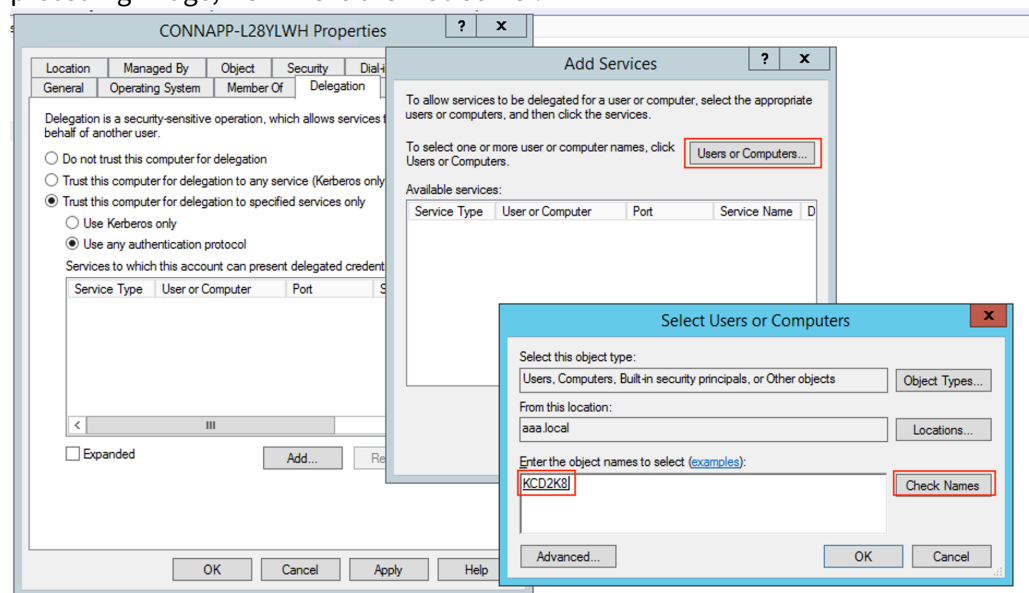 CONNAPP-L28YLWH Properties
? x
Location Managed By Object Security
General Operating System Member Of Delegation
Delegation is a security-sensitive operation, which allows services
behalf of another user.
Do not trust this computer for delegation
Trust this computer for delegation to any service (Kerberos only
Trust this computer for delegation to specified services only
Use Kerberos only
Use any authentication protocol
Services to which this account can present delegated
Service Type User or Computer Port S
Expanded
Add... Re
OK Cancel Apply Help
Add Services
? x
To allow services to be delegated for a user or computer, select the appropriate
users or computers, and then click the services.
To select one or more user or computer names, click
Users or Computers.
Users or Computers...
Available services:
Service Type User or Computer Port Service Name D
Select Users or Computers
x
Select this object type:
Users, Computers, Built-in security principals, or Other objects
Object Types...
From this location:
aaa.local
Locations...
Enter the object names to select (examples):
KCD2K8
Check Names
Advanced...
OK Cancel